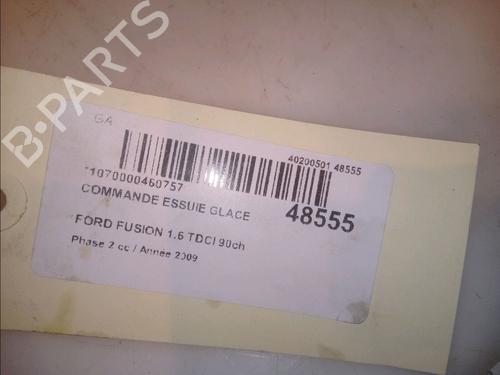 B-PARTS
GA
40200501 48555
*1070000460757
COMMANDE ESSUIE GLACE
48555
FORD FUSION 1.6 TDCI 90ch
Phase 2 cc / Année 2009